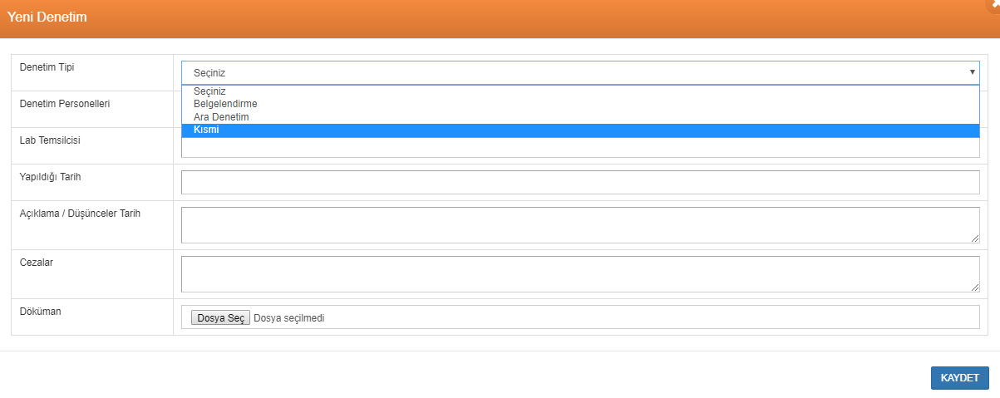 Yeni Denetim
Denetim Tipi
Seçiniz
Seçiniz
Belgelendirme
Ara Denetim
Kısmi
Denetim Personelleri
Lab Temsilcisi
Yapıldığı Tarih
Açıklama / Düşünceler Tarih
Cezalar
Döküman
Dosya Seç Dosya seçilmedi
KAYDET